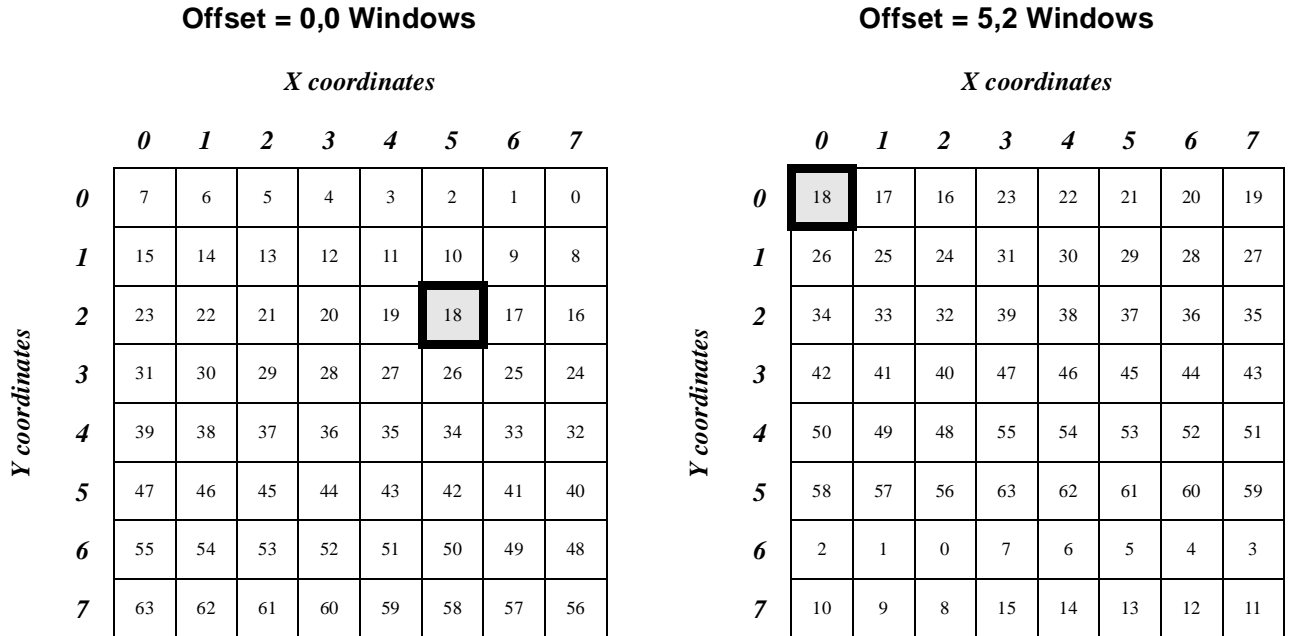 Offset = 0,0 Windows
X coordinates
0 1 2 3 4 5 6 7
Y coordinates
0 7 6 5 4 3 2 1 0
1 15 14 13 12 11 10 9 8
2 23 22 21 20 19 18 17 16
3 31 30 29 28 27 26 25 24
4 39 38 37 36 35 34 33 32
5 47 46 45 44 43 42 41 40
6 55 54 53 52 51 50 49 48
7 63 62 61 60 59 58 57 56
Offset = 5,2 Windows
X coordinates
0 1 2 3 4 5 6 7
Y coordinates
0 18 17 16 23 22 21 20 19
1 26 25 24 31 30 29 28 27
2 34 33 32 39 38 37 36 35
3 42 41 40 47 46 45 44 43
4 50 49 48 55 54 53 52 51
5 58 57 56 63 62 61 60 59
6 2 1 0 7 6 5 4 3
7 10 9 8 15 14 13 12 11